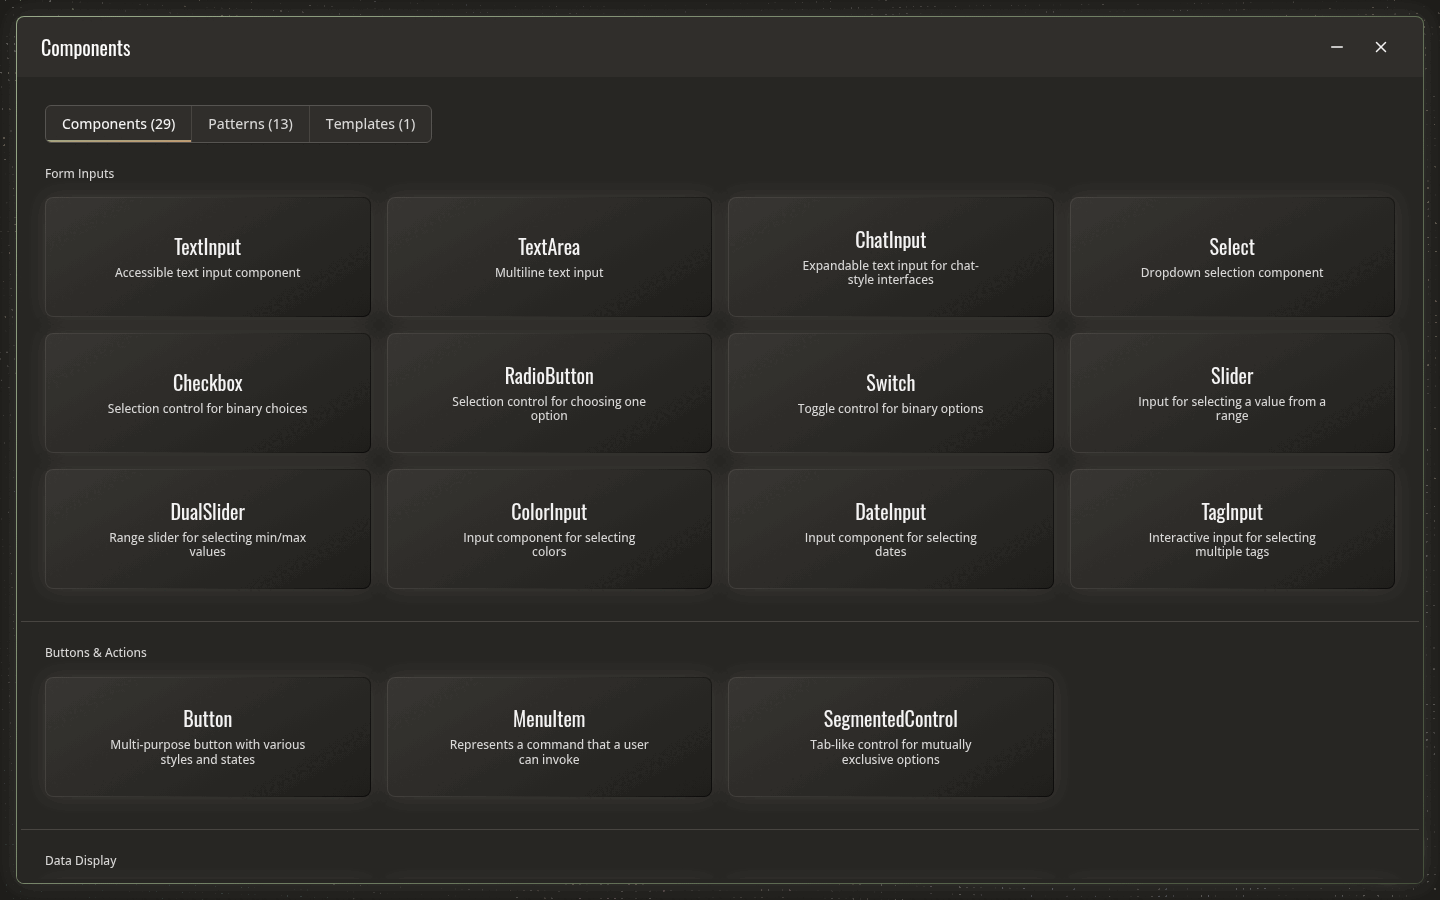 Components
Components (29)
Patterns (13)
Templates (1)
Form Inputs
TextInput
Accessible text input component
TextArea
Multiline text input
ChatInput
Expandable text input for chat-
style interfaces
Select
Dropdown selection component
Checkbox
Selection control for binary choices
RadioButton
Selection control for choosing one
option
Switch
Toggle control for binary options
Slider
Input for selecting a value from a
range
DualSlider
Range slider for selecting min/max
values
ColorInput
Input component for selecting
colors
DateInput
Input component for selecting
dates
TagInput
Interactive input for selecting
multiple tags
Buttons & Actions
Button
Multi-purpose button with various
styles and states
MenuItem
Represents a command that a user
can invoke
SegmentedControl
Tab-like control for mutually
exclusive options
Data Display